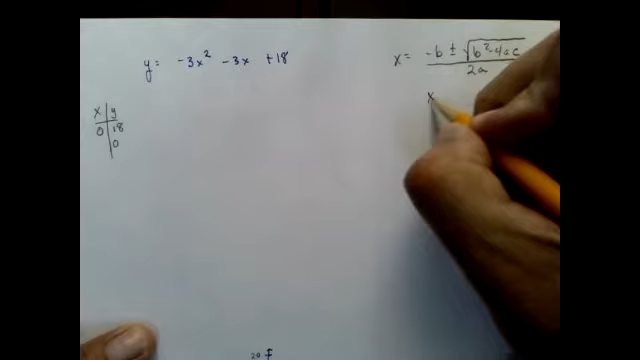 y = -3x² - 3x + 18
x = -b ± √b²-4ac
2a
x
x y
0 18
0